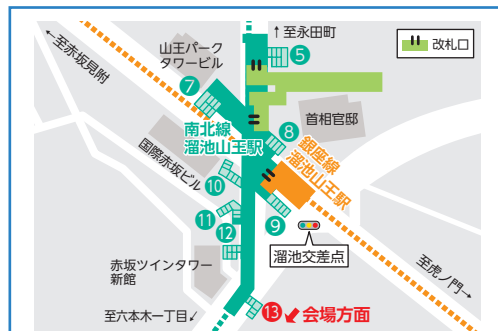 ↑至永田町
改札口
←至赤坂見附
山王パーク
タワービル
5
7
首相官邸
南北線
溜池山王駅
8
銀座線
溜池山王駅
国際赤坂ビル
10
11
9
12
溜池交差点
赤坂ツインタワー
新館
至虎ノ門→
至六本木一丁目↙
13 ↙ 会場方面